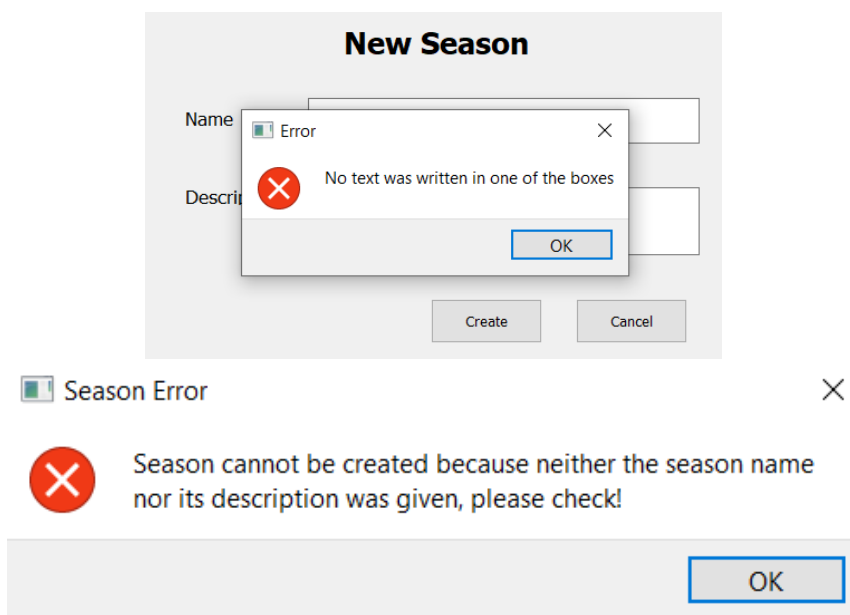 New Season
Name
Error
No text was written in one of the boxes
Descrip
OK
Create
Cancel
Season Error
Season cannot be created because neither the season name
nor its description was given, please check!
OK